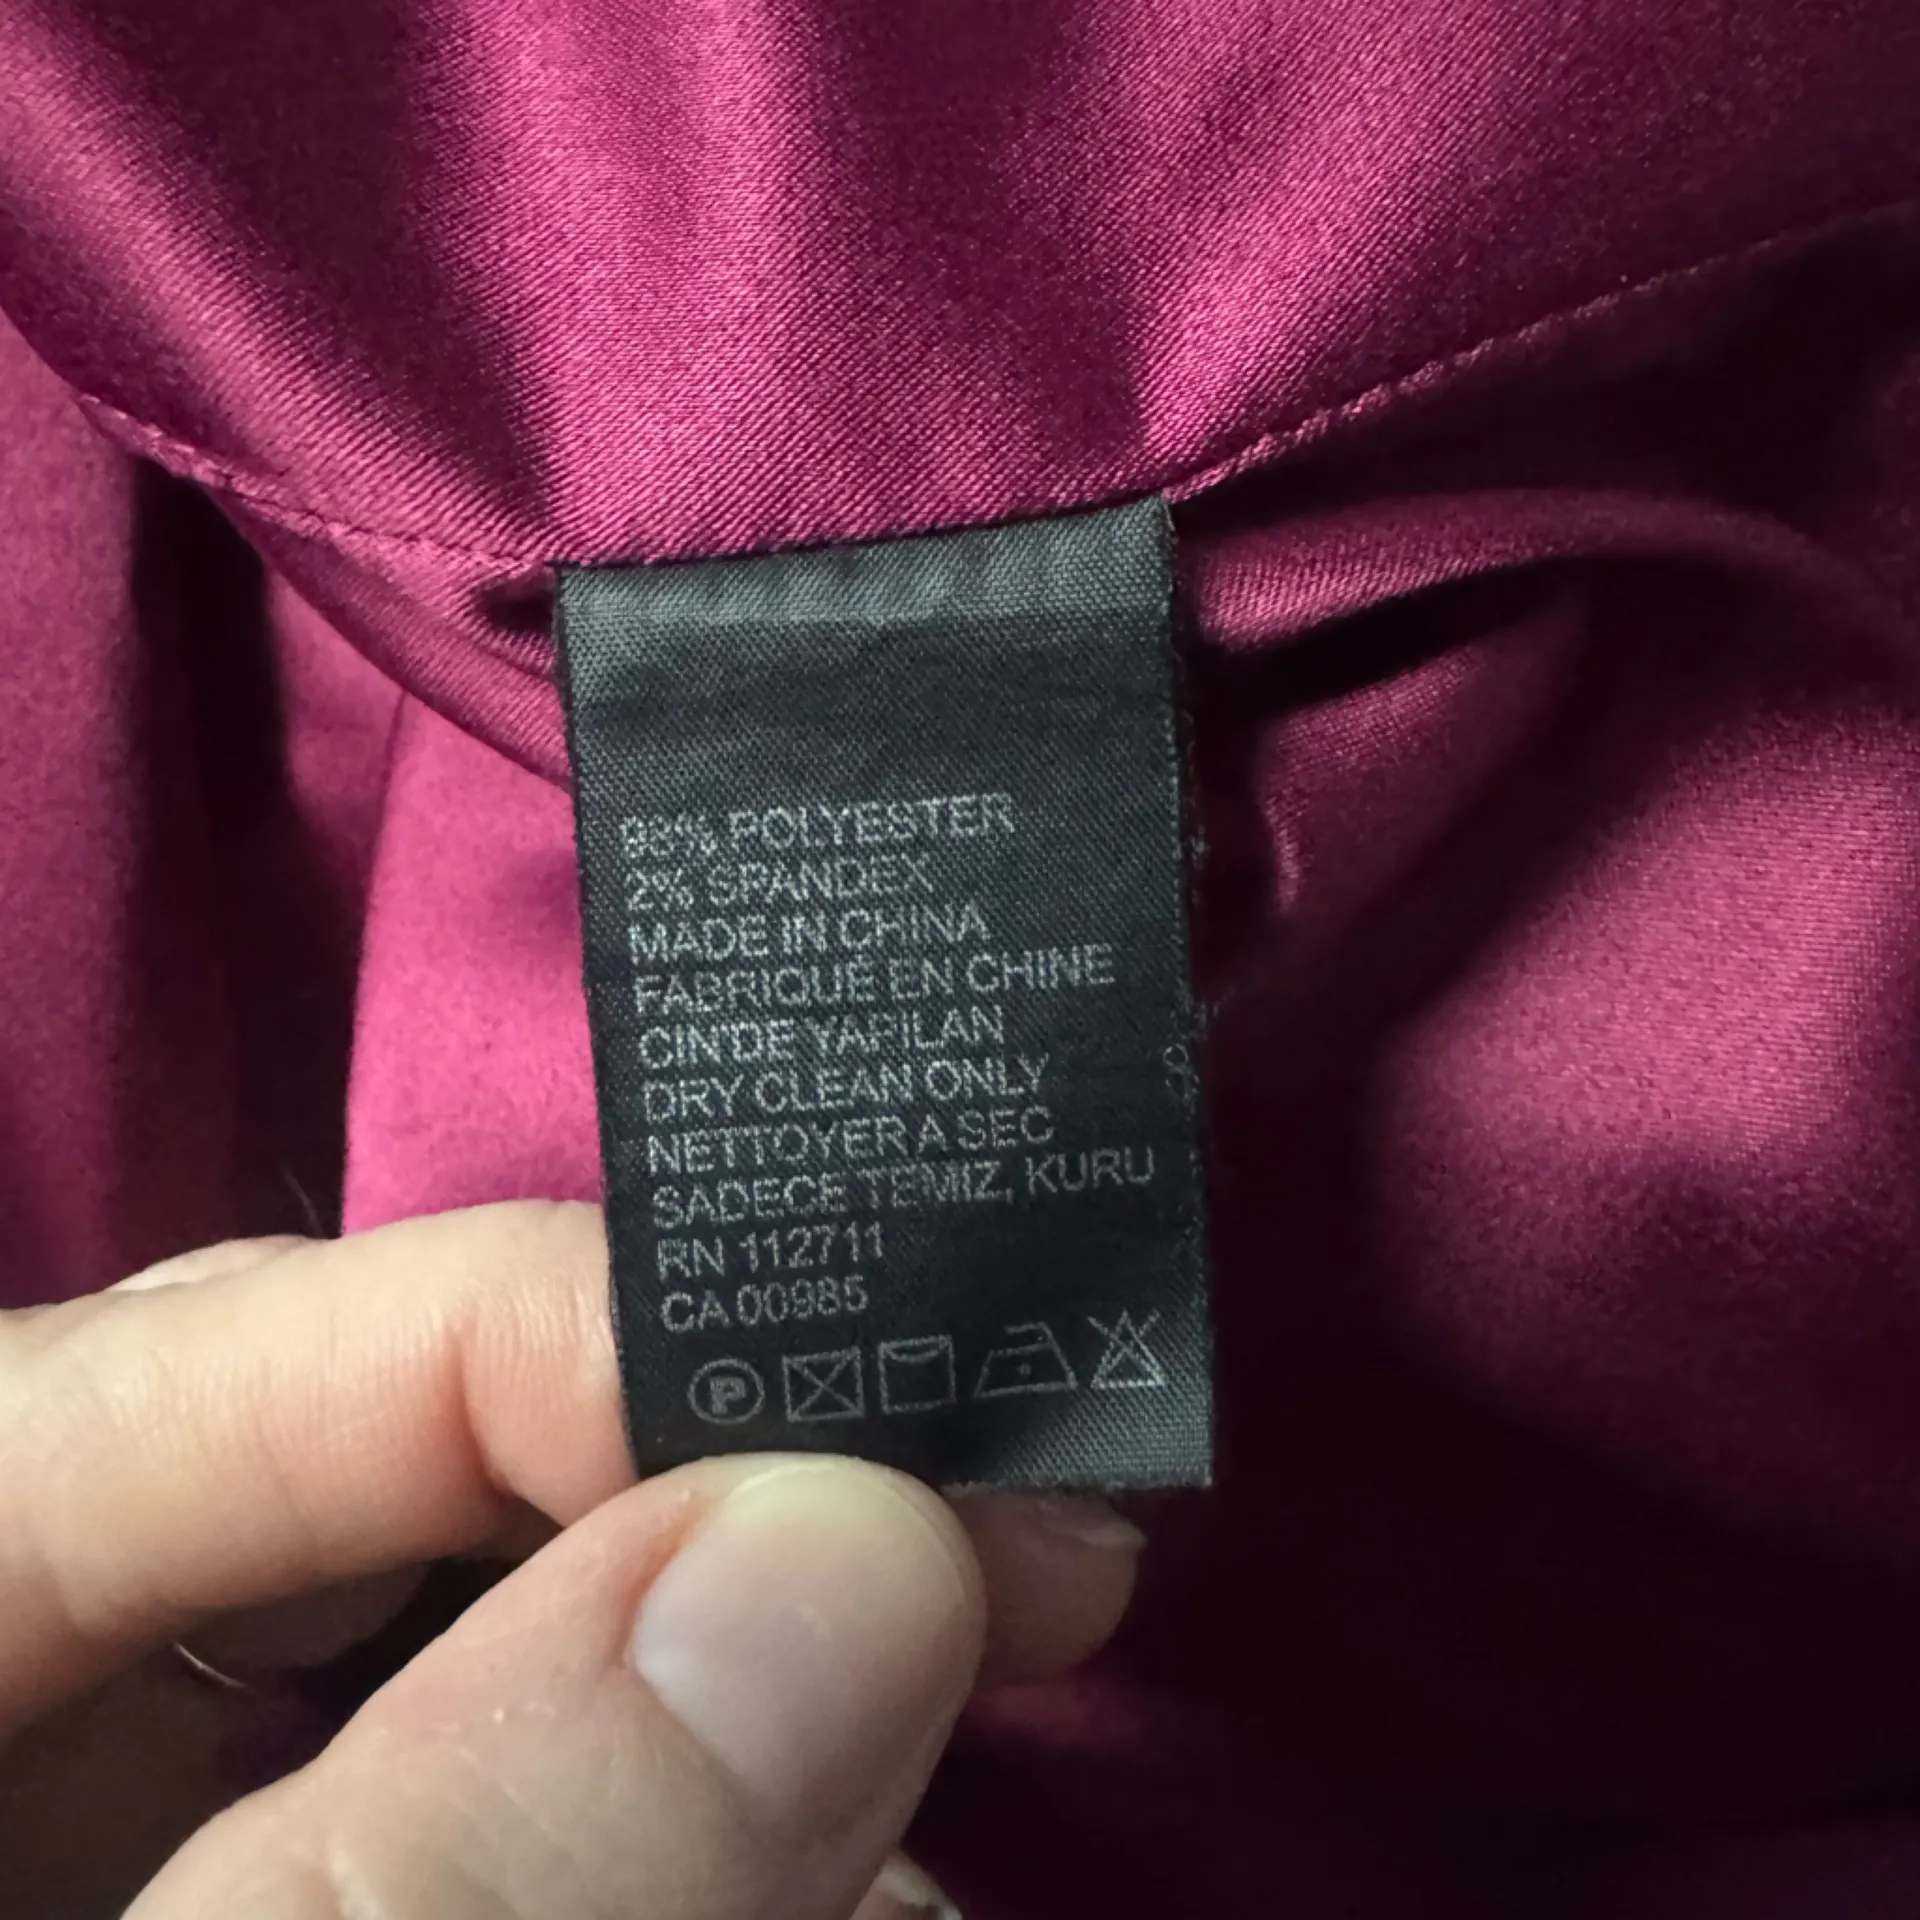 98% POLYESTER
2% SPANDEX
MADE IN CHINA
FABRIQUÉ EN CHINE
CIN'DE YAPILAN
DRY CLEAN ONLY
NETTOYER A SEC
SADECE TEMIZ, KURU
RN 112711
CA 00985
P